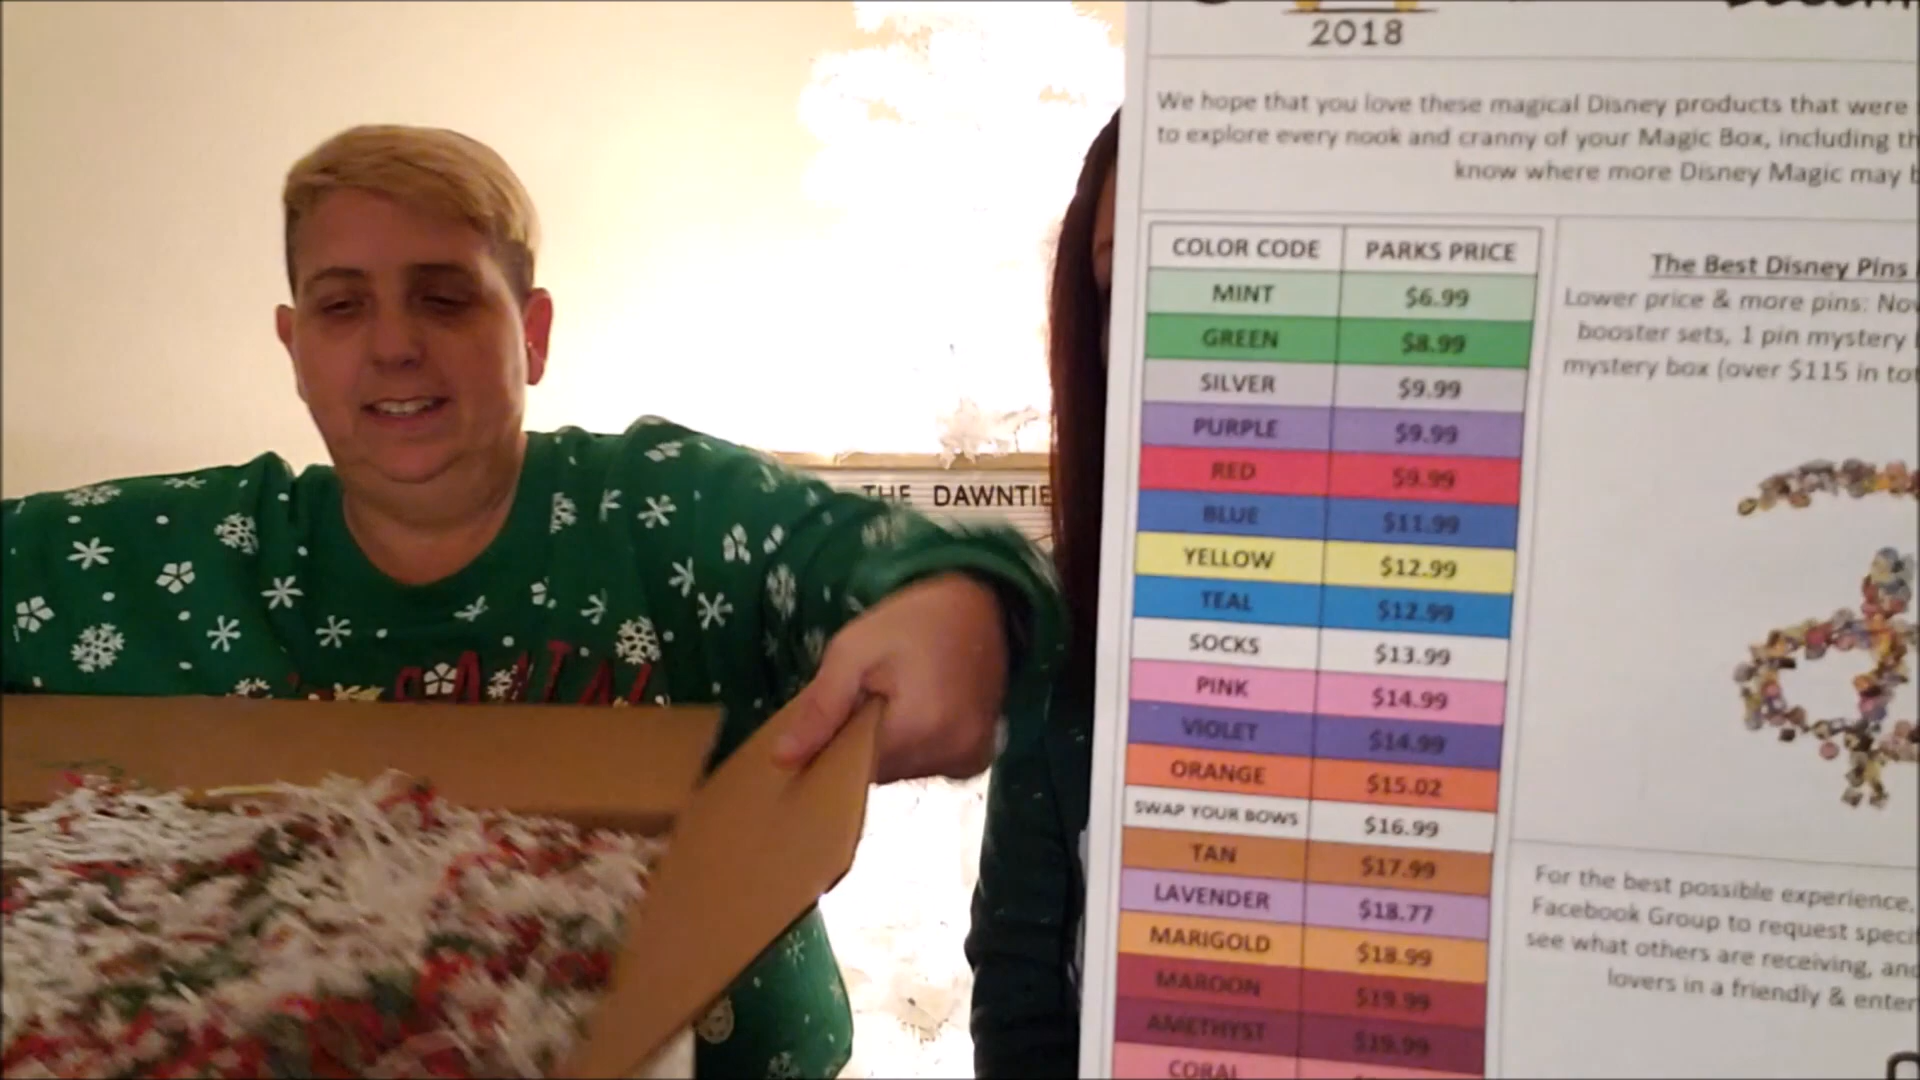 2018
We hope that you love these magical Disney products that were
to explore every nook and cranny of your Magic Box, including
know where more Disney Magic may
COLOR CODE PARKS PRICE
MINT $6.99
GREEN $8.99
SILVER $9.99
PURPLE $9.99
RED $9.99
BLUE $11.99
YELLOW $12.99
TEAL $12.99
SOCKS $13.99
PINK $14.99
VIOLET $14.99
ORANGE $15.02
SWAP YOUR BOWS $16.99
TAN $17.99
LAVENDER $18.77
MARIGOLD $18.99
MAROON $19.99
AMETHYST $19.99
CORAL
The Best Disney Pins
Lower price & more pins:
booster sets, 1 pin mystery
mystery box (over $115 in
For the best possible experience,
Facebook Group to request
see what others are receiving,
lovers in a friendly &
THE DAWNTIE